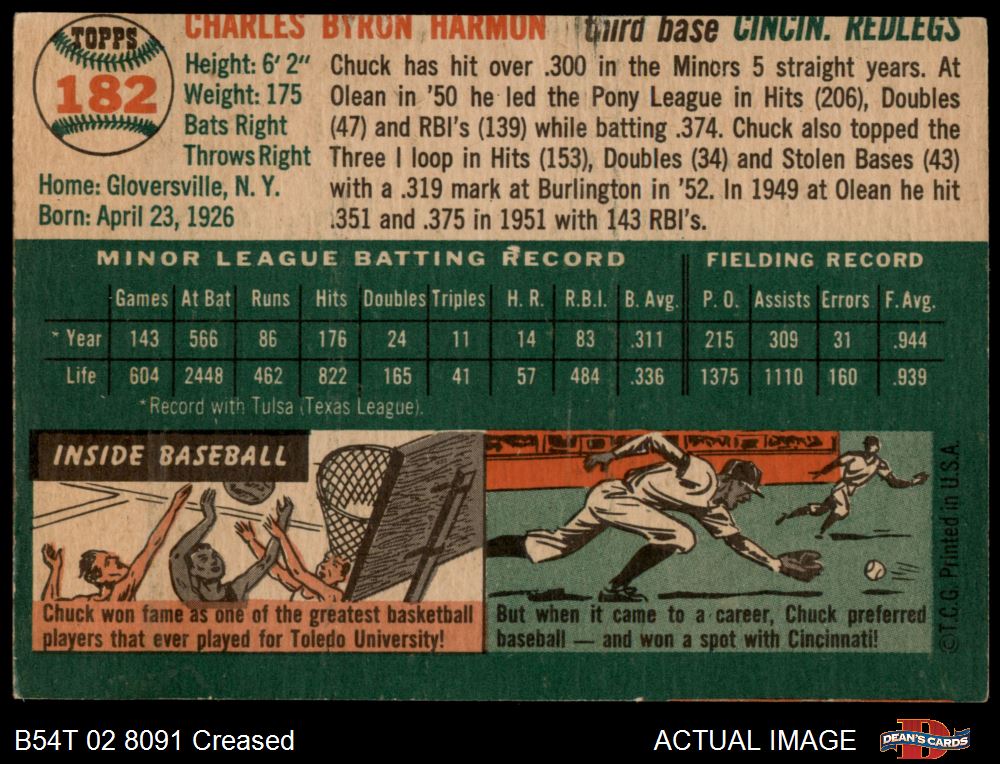 TOPPS
182
CHARLES BYRON HARMON third base CINCIN. REDLEGS
Height: 6' 2"
Weight: 175
Bats Right
Throws Right
Home: Gloversville, N. Y.
Born: April 23, 1926
Chuck has hit over .300 in the Minors 5 straight years. At
Olean in '50 he led the Pony League in Hits (206), Doubles
(47) and RBI's (139) while batting .374. Chuck also topped the
Three I loop in Hits (153), Doubles (34) and Stolen Bases (43)
with a .319 mark at Burlington in '52. In 1949 at Olean he hit
.351 and .375 in 1951 with 143 RBI's.
MINOR LEAGUE BATTING RECORD FIELDING RECORD
Games At Bat Runs Hits Doubles Triples H. R. R.B.I. B. Avg. P. O. Assists Errors F. Avg.
* Year 143 566 86 176 24 11 14 83 .311 215 309 31 .944
Life 604 2448 462 822 165 41 57 484 .336 1375 1110 160 .939
*Record with Tulsa (Texas League).
INSIDE BASEBALL
Chuck won fame as one of the greatest basketball
players that ever played for Toledo University!
But when it came to a career, Chuck preferred
baseball — and won a spot with Cincinnati!
©T.C.G. Printed in U.S.A.
B54T 02 8091 Creased
ACTUAL IMAGE
DEAN'S CARDS